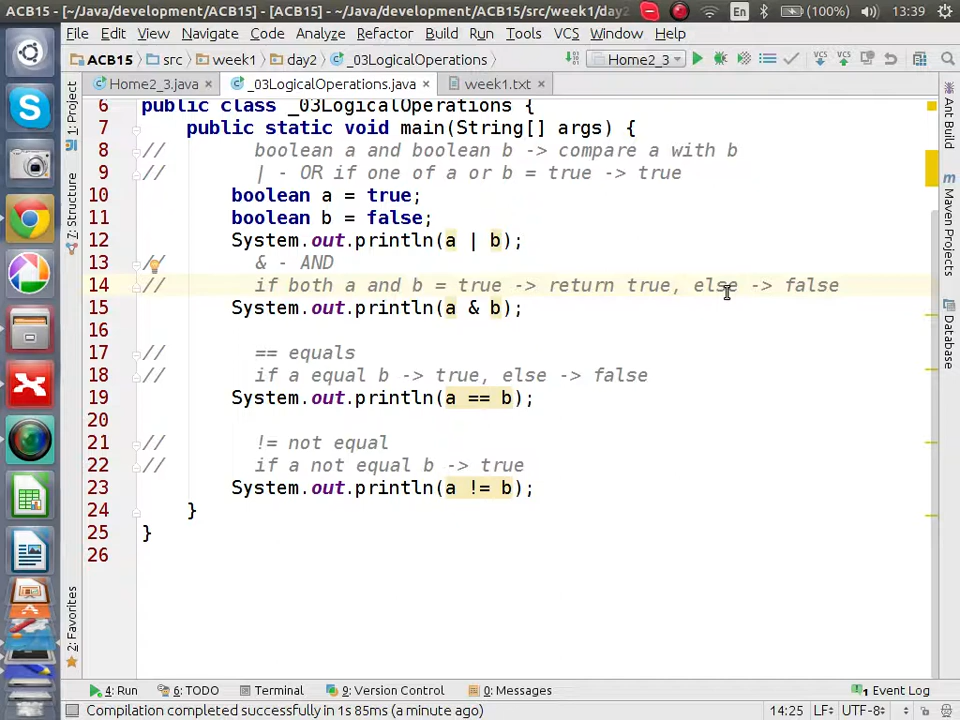 ACB15 - [~/Java/development/ACB15] - [ACB15] - ~/Java/development/ACB15/src/week1/day2 En (100%) 13:39
File Edit View Navigate Code Analyze Refactor Build Run Tools VCS Window Help
ACB15 src week1 day2 _03LogicalOperations Home2_3
Home2_3.java _03LogicalOperations.java week1.txt
6 public class _03LogicalOperations {
7 public static void main(String[] args) {
8 // boolean a and boolean b -> compare a with b
9 // | - OR if one of a or b = true -> true
10 boolean a = true;
11 boolean b = false;
12 System.out.println(a | b);
13 // & - AND
14 // if both a and b = true -> return true, else -> false
15 System.out.println(a & b);
16
17 // == equals
18 // if a equal b -> true, else -> false
19 System.out.println(a == b);
20
21 // != not equal
22 // if a not equal b -> true
23 System.out.println(a != b);
24 }
25 }
26
1: Project
7: Structure
2: Favorites
Ant Build
Maven Projects
Database
4: Run 6: TODO Terminal 9: Version Control 0: Messages 1 Event Log
Compilation completed successfully in 1s 85ms (a minute ago) 14:25 LF UTF-8